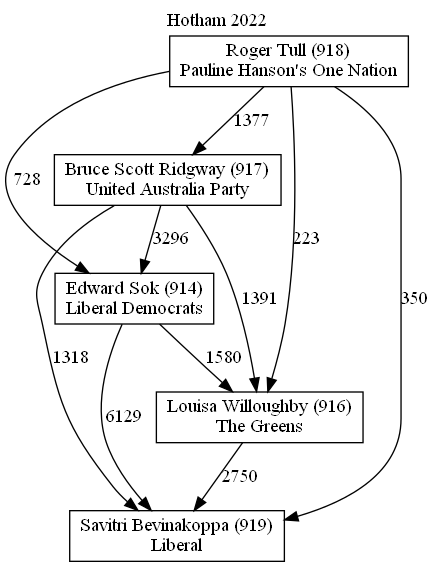 Hotham 2022
Roger Tull (918)
Pauline Hanson's One Nation
1377
728
Bruce Scott Ridgway (917)
United Australia Party
3296
223
Edward Sok (914)
Liberal Democrats
1391
350
1318
1580
Louisa Willoughby (916)
The Greens
6129
2750
Savitri Bevinakoppa (919)
Liberal